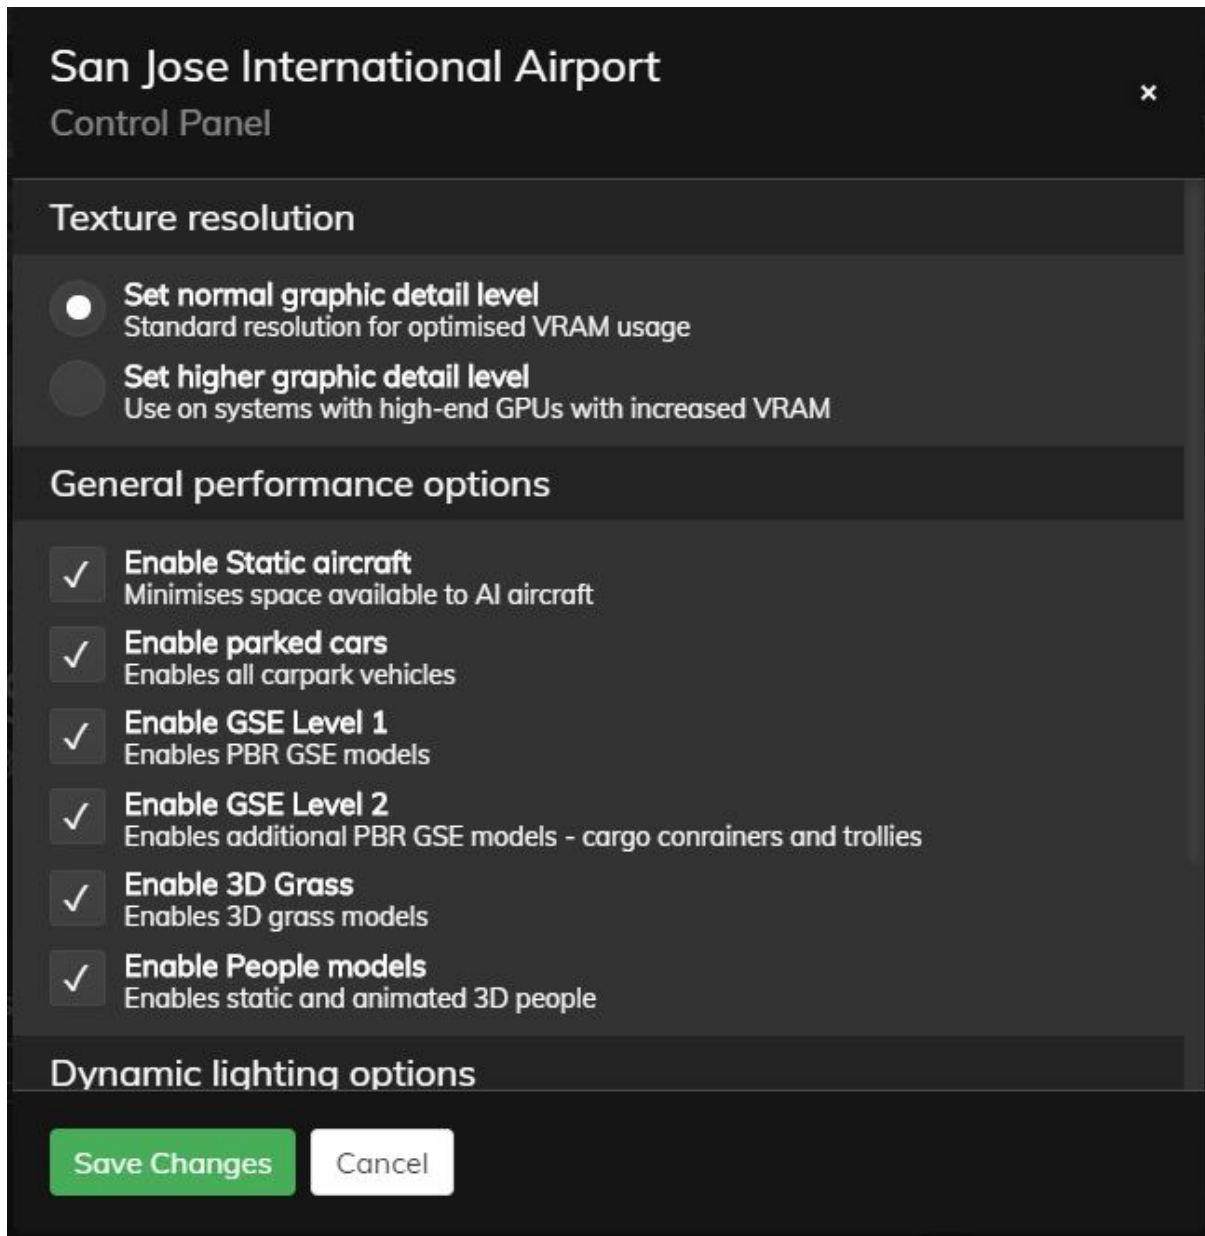 San Jose International Airport
Control Panel
×
Texture resolution
Set normal graphic detail level
Standard resolution for optimised VRAM usage
Set higher graphic detail level
Use on systems with high-end GPUs with increased VRAM
General performance options
Enable Static aircraft
Minimises space available to AI aircraft
Enable parked cars
Enables all carpark vehicles
Enable GSE Level 1
Enables PBR GSE models
Enable GSE Level 2
Enables additional PBR GSE models - cargo conrainers and trollies
Enable 3D Grass
Enables 3D grass models
Enable People models
Enables static and animated 3D people
Dynamic lighting options
Save Changes
Cancel